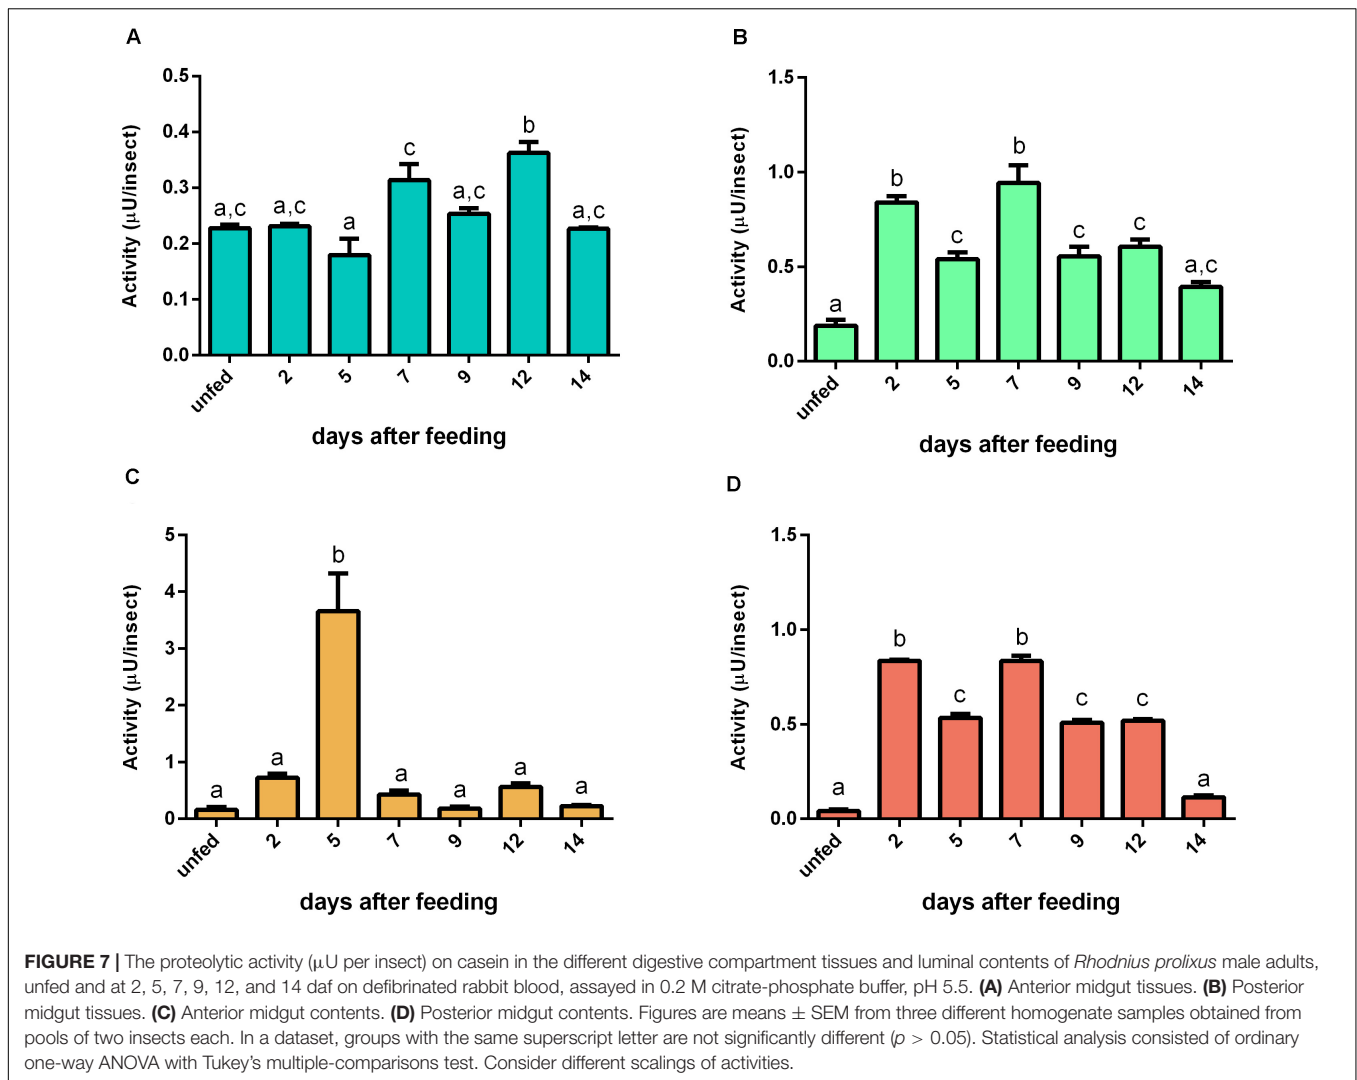 A
0.5
0.4
0.3
0.2
0.1
0.0
Activity (μU/insect)
a,c
a,c
a
c
a,c
b
a,c
unfed
2
5
7
9
12
14
days after feeding
B
1.5
1.0
0.5
0.0
Activity (μU/insect)
a
b
c
b
c
c
a,c
unfed
2
5
7
9
12
14
days after feeding
C
5
4
3
2
1
0
Activity (μU/insect)
a
a
b
a
a
a
a
unfed
2
5
7
9
12
14
days after feeding
D
1.5
1.0
0.5
0.0
Activity (μU/insect)
a
b
c
b
c
c
a
unfed
2
5
7
9
12
14
days after feeding
FIGURE 7 | The proteolytic activity (μU per insect) on casein in the different digestive compartment tissues and luminal contents of Rhodnius prolixus male adults,
unfed and at 2, 5, 7, 9, 12, and 14 daf on defibrinated rabbit blood, assayed in 0.2 M citrate-phosphate buffer, pH 5.5. (A) Anterior midgut tissues. (B) Posterior
midgut tissues. (C) Anterior midgut contents. (D) Posterior midgut contents. Figures are means ± SEM from three different homogenate samples obtained from
pools of two insects each. In a dataset, groups with the same superscript letter are not significantly different (p > 0.05). Statistical analysis consisted of ordinary
one-way ANOVA with Tukey’s multiple-comparisons test. Consider different scalings of activities.